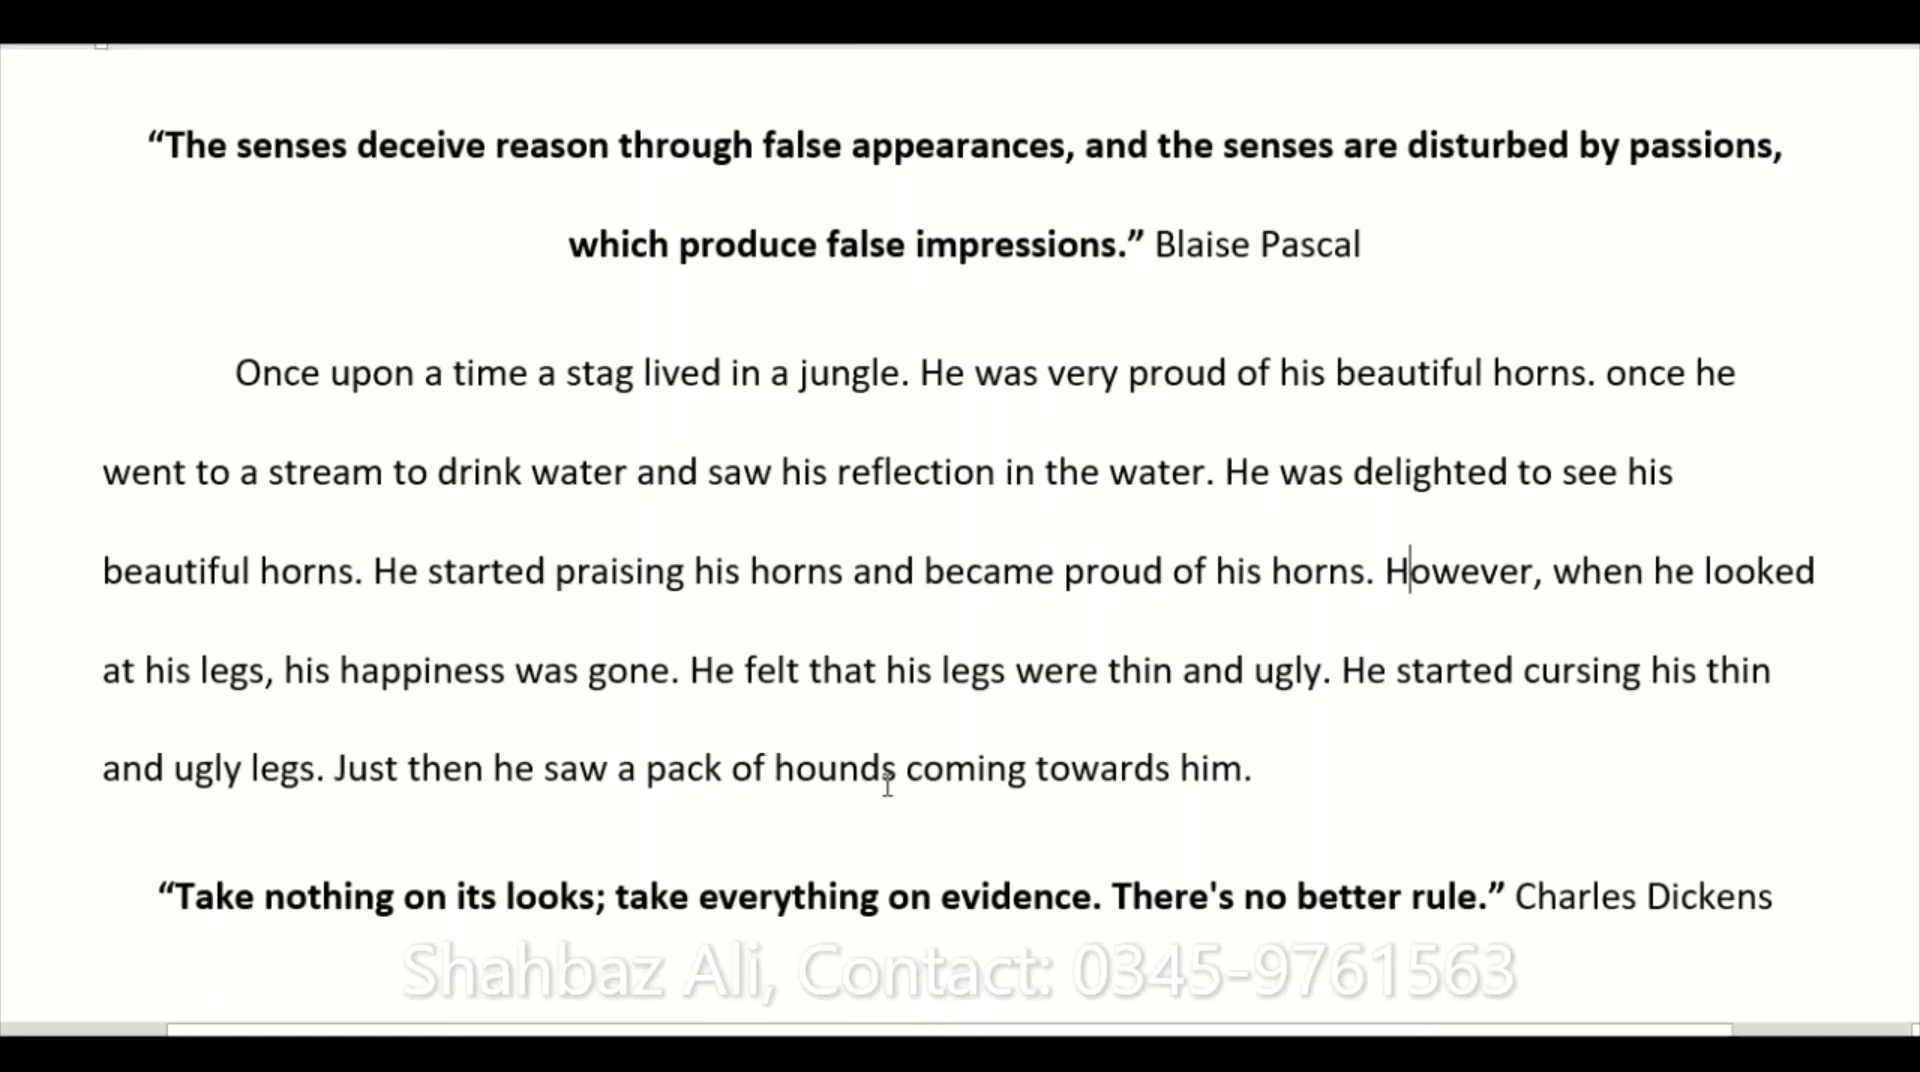 “The senses deceive reason through false appearances, and the senses are disturbed by passions,
which produce false impressions.” Blaise Pascal
Once upon a time a stag lived in a jungle. He was very proud of his beautiful horns. once he
went to a stream to drink water and saw his reflection in the water. He was delighted to see his
beautiful horns. He started praising his horns and became proud of his horns. However, when he looked
at his legs, his happiness was gone. He felt that his legs were thin and ugly. He started cursing his thin
and ugly legs. Just then he saw a pack of hounds coming towards him.
“Take nothing on its looks; take everything on evidence. There's no better rule.” Charles Dickens
Shahbaz Ali, Contact: 0345-9761563